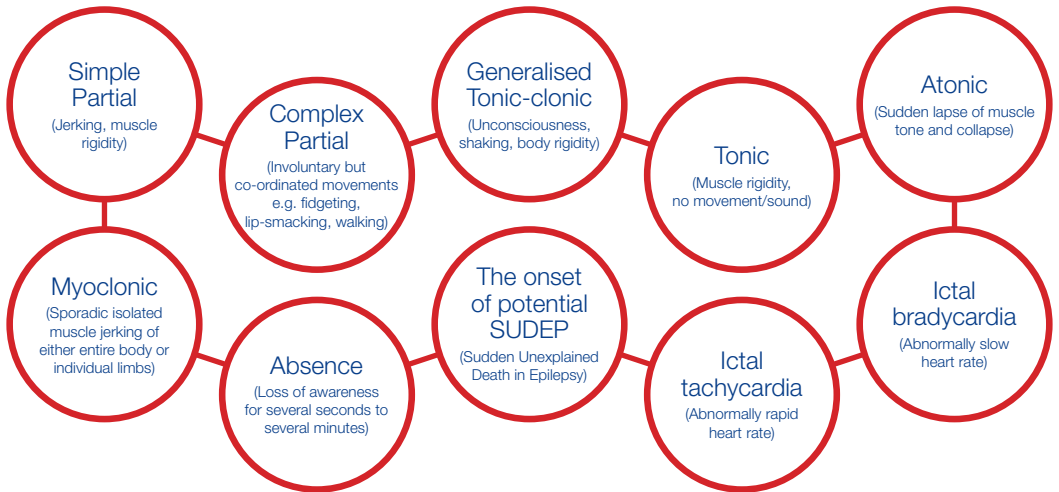 Simple
Partial
(Jerking, muscle
rigidity)
Complex
Partial
(Involuntary but
co-ordinated movements
e.g. fidgeting,
lip-smacking, walking)
Generalised
Tonic-clonic
(Unconsciousness,
shaking, body rigidity)
Tonic
(Muscle rigidity,
no movement/sound)
Atonic
(Sudden lapse of muscle
tone and collapse)
Myoclonic
(Sporadic isolated
muscle jerking of
either entire body or
individual limbs)
Absence
(Loss of awareness
for several seconds to
several minutes)
The onset
of potential
SUDEP
(Sudden Unexplained
Death in Epilepsy)
Ictal
tachycardia
(Abnormally rapid
heart rate)
Ictal
bradycardia
(Abnormally slow
heart rate)